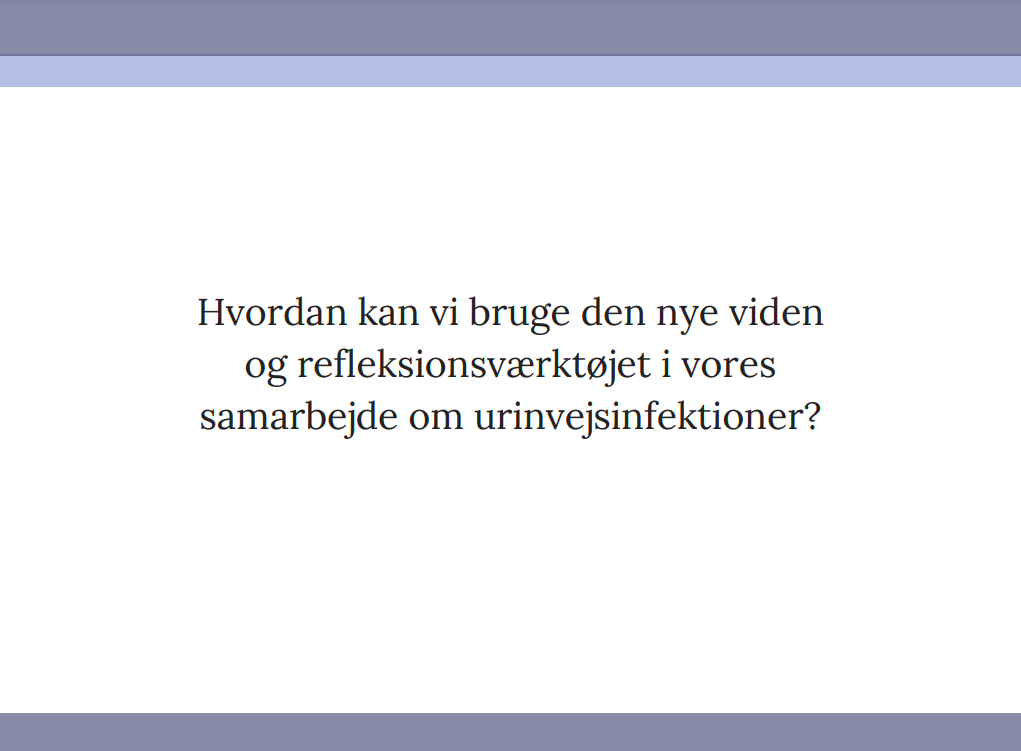 Hvordan kan vi bruge den nye viden
og refleksionsværktøjet i vores
samarbejde om urinvejsinfektioner?